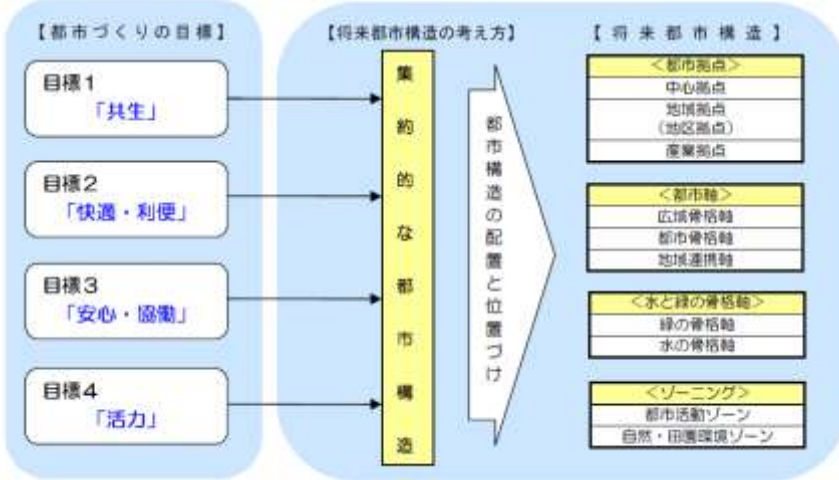 【都市づくりの目標】
目標1
「共生」
目標2
「快適・利便」
目標3
「安心・協働」
目標4
「活力」
【将来都市構造の考え方】
集約的な都市構造
都市構造の配置と位置づけ
【将来都市構造】
＜都市拠点＞
中心拠点
地域拠点
（地区拠点）
産業拠点
＜都市軸＞
広域骨格軸
都市骨格軸
地域連携軸
＜水と緑の骨格軸＞
緑の骨格軸
水の骨格軸
＜ゾーニング＞
都市活動ゾーン
自然・田園環境ゾーン